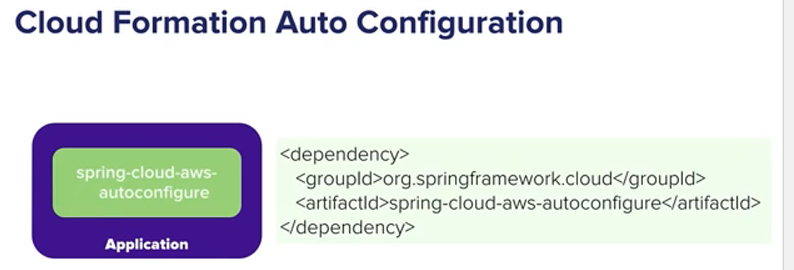 Cloud Formation Auto Configuration
spring-cloud-aws-
autoconfigure
Application
<dependency>
<groupId>org.springframework.cloud</groupId>
<artifactId>spring-cloud-aws-autoconfigure</artifactId>
</dependency>